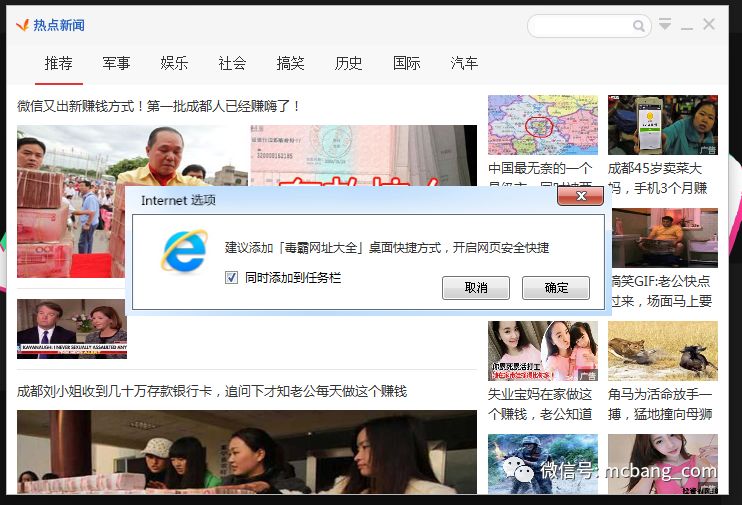 热点新闻
推荐 军事 娱乐 社会 搞笑 历史 国际 汽车
微信又出新赚钱方式！第一批成都人已经赚嗨了！
中国最无奈的一个
广告
成都45岁卖菜大
妈，手机3个月赚
Internet 选项
建议添加「毒霸网址大全」桌面快捷方式，开启网页安全快捷
同时添加到任务栏
取消 确定
搞笑GIF:老公快点
过来，场面马上要
KAVANAUGH: I NEVER SEXUALLY ASSAULTED ANY
广告
失业宝妈在家做这
个赚钱，老公知道
角马为活命放手一
搏，猛地撞向母狮
成都刘小姐收到几十万存款银行卡，追问下才知老公每天做这个赚钱
微信号: mcbang_com
广告